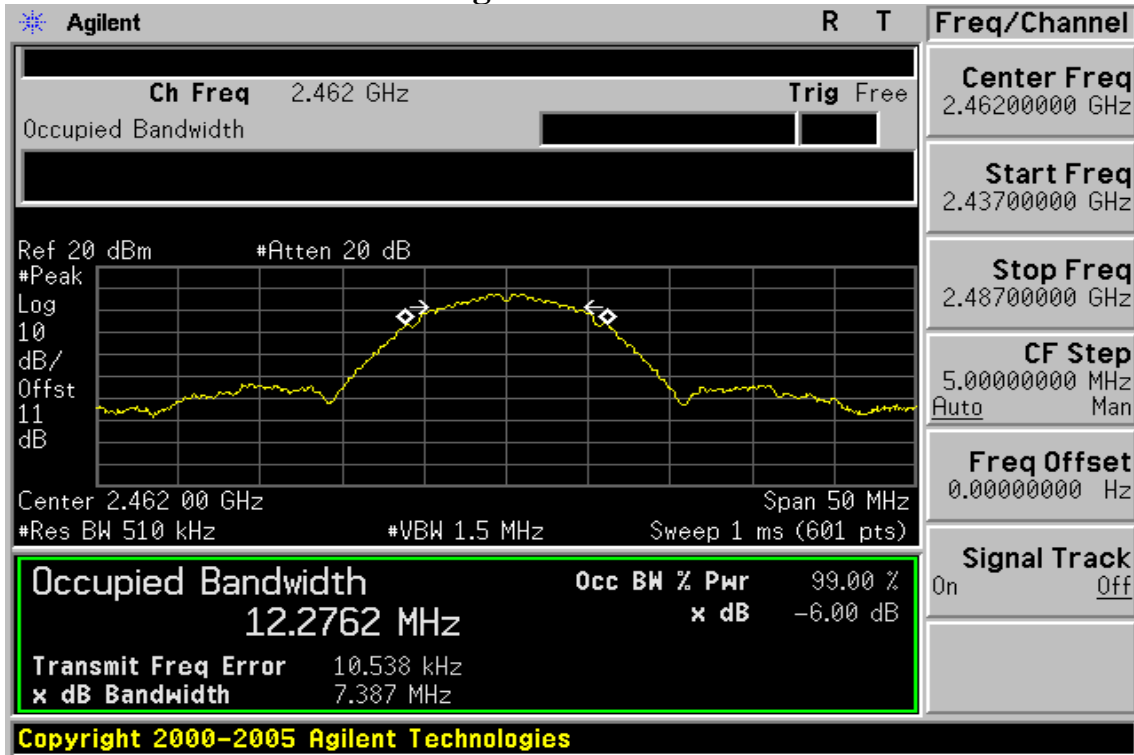 Agilent R T
Ch Freq 2.462 GHz Trig Free
Occupied Bandwidth
Ref 20 dBm #Atten 20 dB
#Peak
Log
10
dB/
Offst
11
dB
Center 2.462 00 GHz Span 50 MHz
#Res BW 510 kHz #VBW 1.5 MHz Sweep 1 ms (601 pts)
Occupied Bandwidth
12.2762 MHz
Occ BW % Pwr 99.00 %
x dB -6.00 dB
Transmit Freq Error 10.538 kHz
x dB Bandwidth 7.387 MHz
Copyright 2000-2005 Agilent Technologies
Freq/Channel
Center Freq
2.46200000 GHz
Start Freq
2.43700000 GHz
Stop Freq
2.48700000 GHz
CF Step
5.00000000 MHz
Auto Man
Freq Offset
0.00000000 Hz
Signal Track
On Off